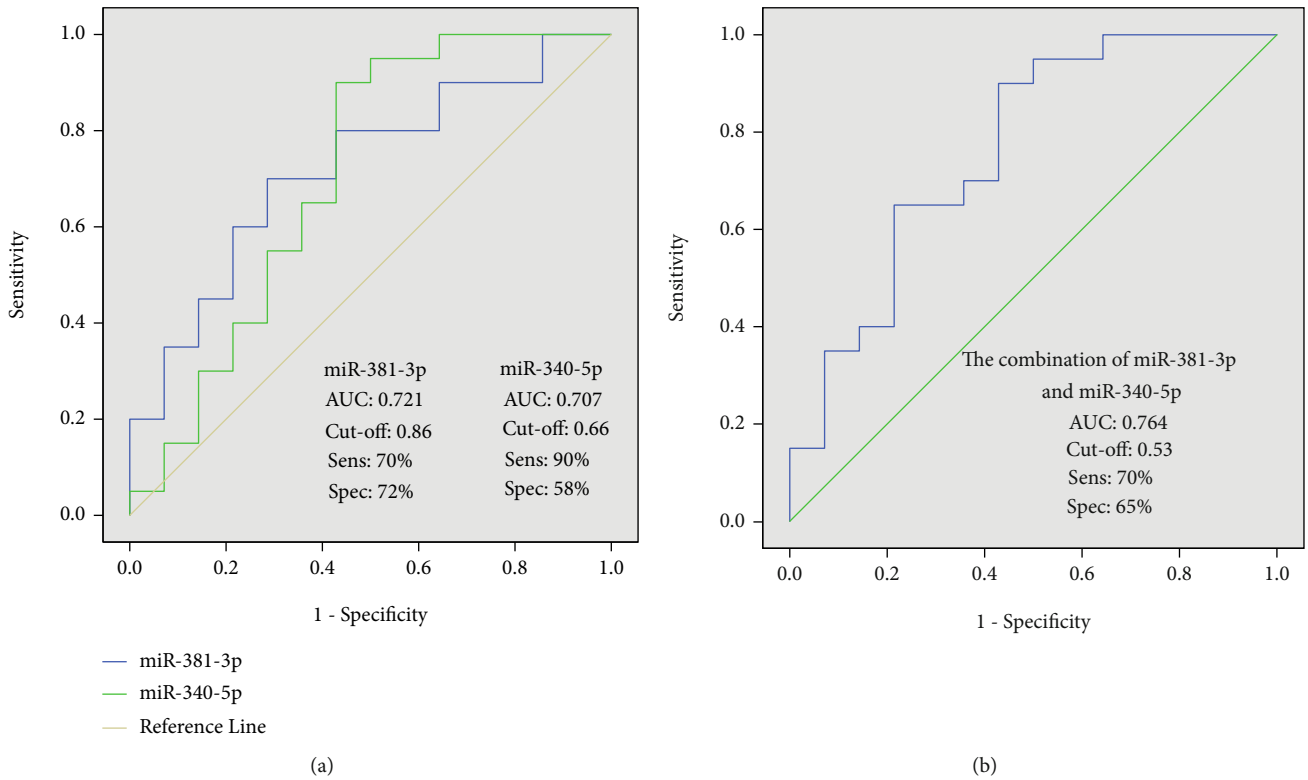 Sensitivity
1.0
0.8
0.6
0.4
0.2
0.0
miR-381-3p
AUC: 0.721
Cut-off: 0.86
Sens: 70%
Spec: 72%
miR-340-5p
AUC: 0.707
Cut-off: 0.66
Sens: 90%
Spec: 58%
0.0 0.2 0.4 0.6 0.8 1.0
1 - Specificity
miR-381-3p
miR-340-5p
Reference Line
(a)
Sensitivity
1.0
0.8
0.6
0.4
0.2
0.0
The combination of miR-381-3p
and miR-340-5p
AUC: 0.764
Cut-off: 0.53
Sens: 70%
Spec: 65%
0.0 0.2 0.4 0.6 0.8 1.0
1 - Specificity
(b)